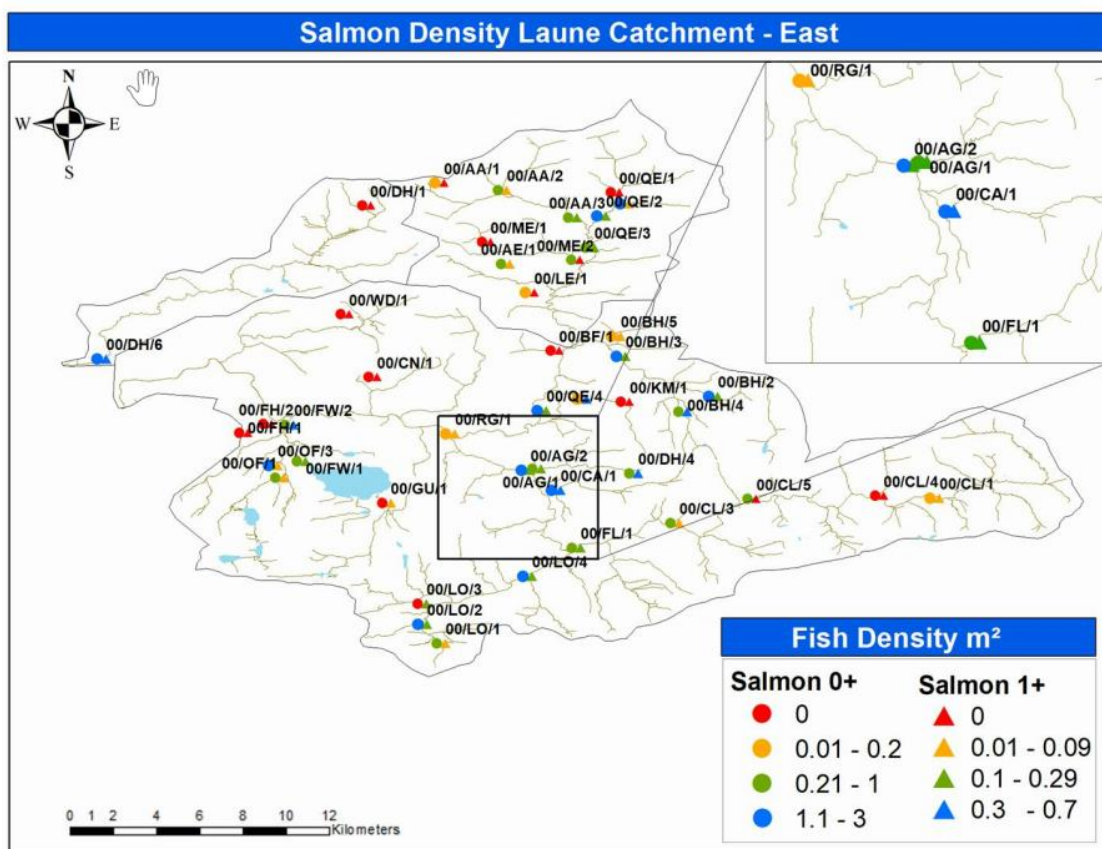 Salmon Density Laune Catchment - East
N
W E
S
00/RG/1
00/AG/2
00/AG/1
00/CA/1
00/FL/1
00/AA/1
00/AA/2
00/QE/1
00/DH/1
00/AA/3 00/QE/2
00/ME/1
00/QE/3
00/AE/1 00/ME/2
00/LE/1
00/WD/1
00/BH/5
00/BF/1
00/BH/3
00/DH/6
00/CN/1
00/QE/4 00/KM/1 00/BH/2
00/BH/4
00/FH/2 00/FW/2
00/FH/1
00/RG/1
00/OF/3
00/OF/1 00/FW/1
00/AG/2
00/AG/1 00/CA/1
00/DH/4
00/GU/1
00/CL/5 00/CL/4 00/CL/1
00/CL/3
00/FL/1
00/LO/4
00/LO/3
00/LO/2
00/LO/1
Fish Density m²
Salmon 0+ Salmon 1+
0 0
0.01 - 0.2 0.01 - 0.09
0.21 - 1 0.1 - 0.29
1.1 - 3 0.3 - 0.7
0 1 2 4 6 8 10 12
Kilometers